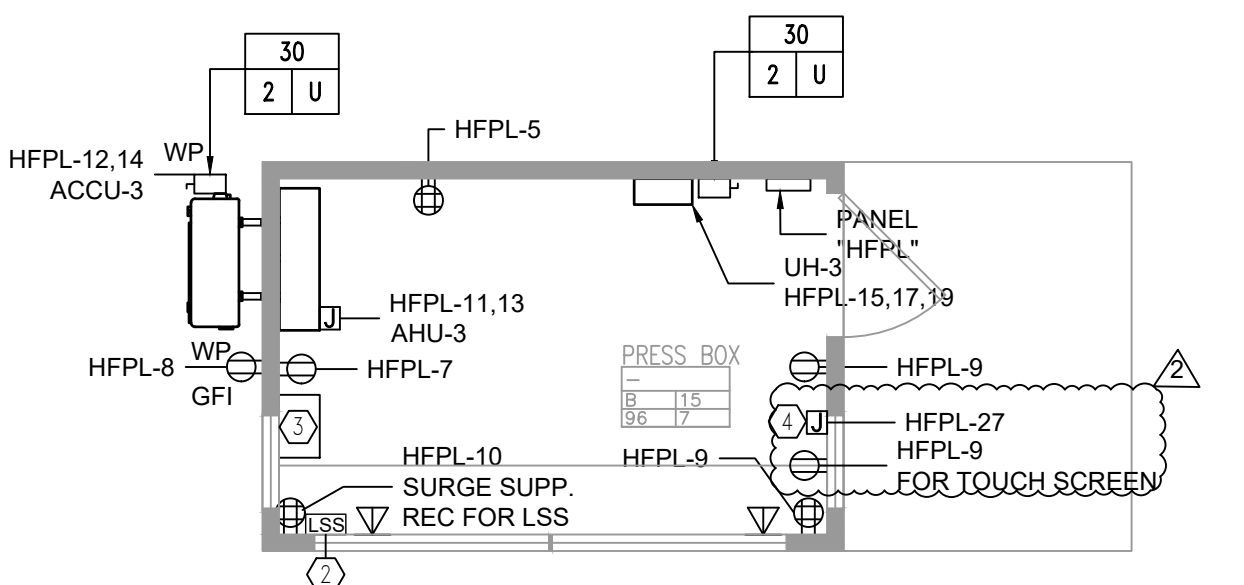 30
2 U
30
2 U
HFPL-5
WP
HFPL-12,14
ACCU-3
PANEL
"HFPL"
UH-3
HFPL-15,17,19
J
HFPL-11,13
AHU-3
WP
HFPL-8
GFI
HFPL-7
PRESS BOX
–
B 15
96 7
HFPL-9
2
3
4
J
HFPL-27
HFPL-9
FOR TOUCH SCREEN
HFPL-10
SURGE SUPP.
REC FOR LSS
HFPL-9
LSS
2